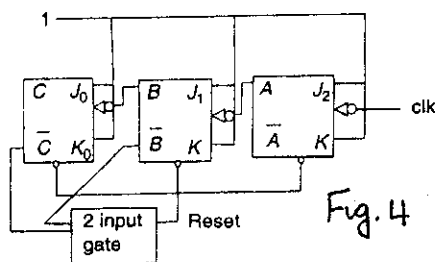 1
C J₀ B J₁ A J₂
clk
C̅ K₀ B̅ K A̅ K
2 input
gate
Reset
Fig. 4